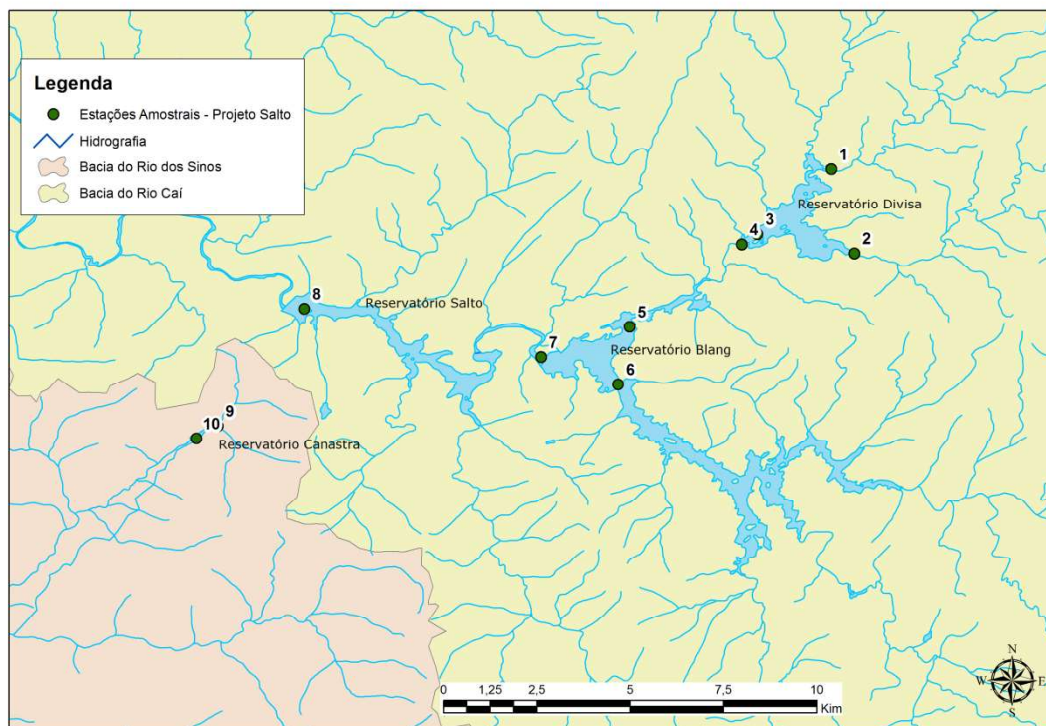 Legenda
Estações Amostrais - Projeto Salto
Hidrografia
Bacia do Rio dos Sinos
Bacia do Rio Caí
1
Reservatório Divisa
3
4
2
8
Reservatório Salto
5
7
Reservatório Blang
6
9
10
Reservatório Canastra
N
W E
S
0 1,25 2,5 5 7,5 10
Km